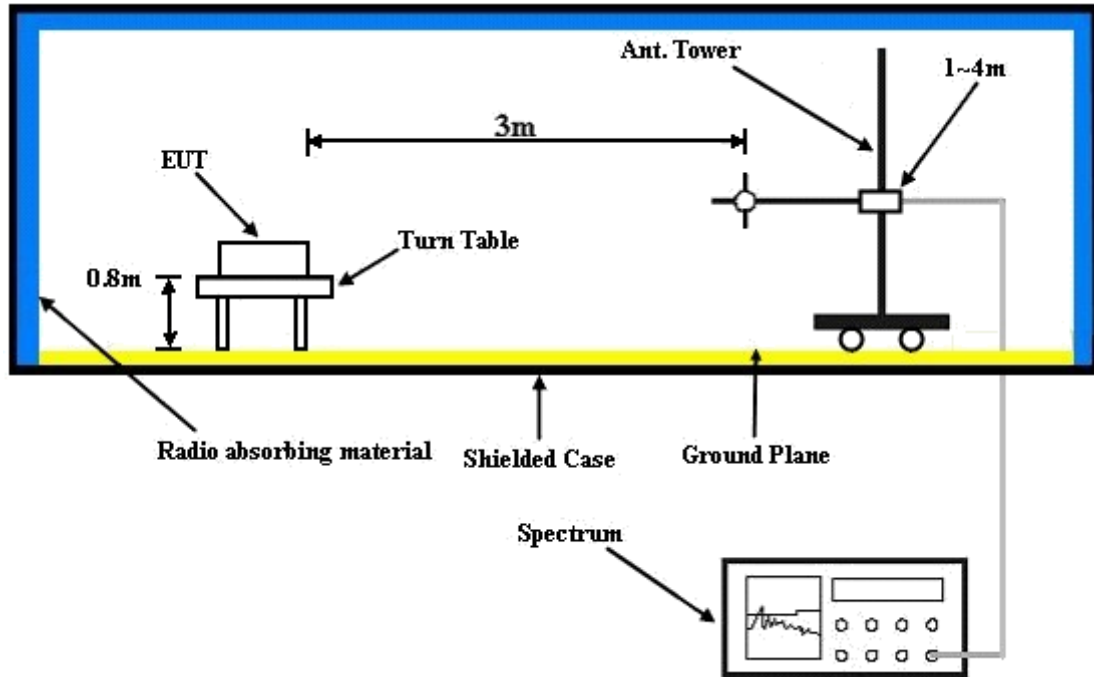 Ant. Tower
1~4m
3m
EUT
Turn Table
0.8m
Radio absorbing material
Shielded Case
Ground Plane
Spectrum